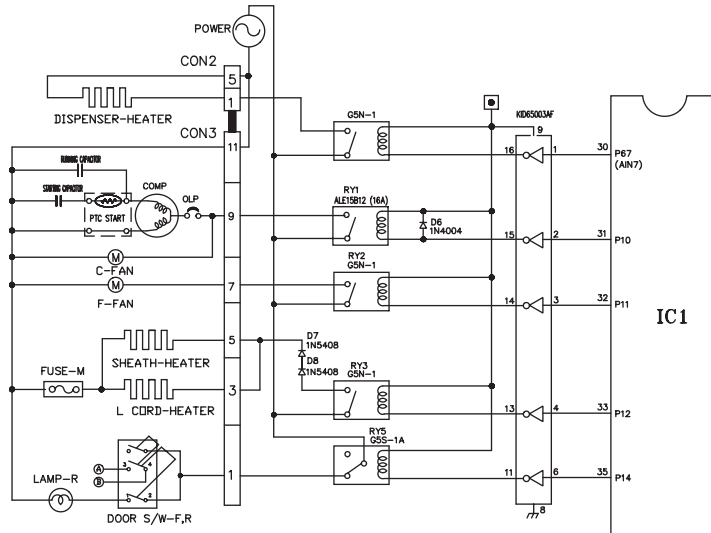 POWER
CON2
5
1
DISPENSER-HEATER
CON3
11
G5N-1
KID65003AF
9
16
1
30
P67
(AIN7)
RUNNING CAPACITOR
STARTING CAPACITOR
COMP
OLP
PTC START
9
RY1
ALE15B12 (16A)
D6
1N4004
15
2
31
P10
M
C-FAN
M
F-FAN
7
RY2
G5N-1
14
3
32
P11
IC1
5
SHEATH-HEATER
D7
1N5408
D8
1N5408
FUSE-M
3
L CORD-HEATER
RY3
G5N-1
13
4
33
P12
RY5
G5S-1A
1
11
6
35
P14
A
3
4
B
2
LAMP-R
DOOR S/W-F,R
8